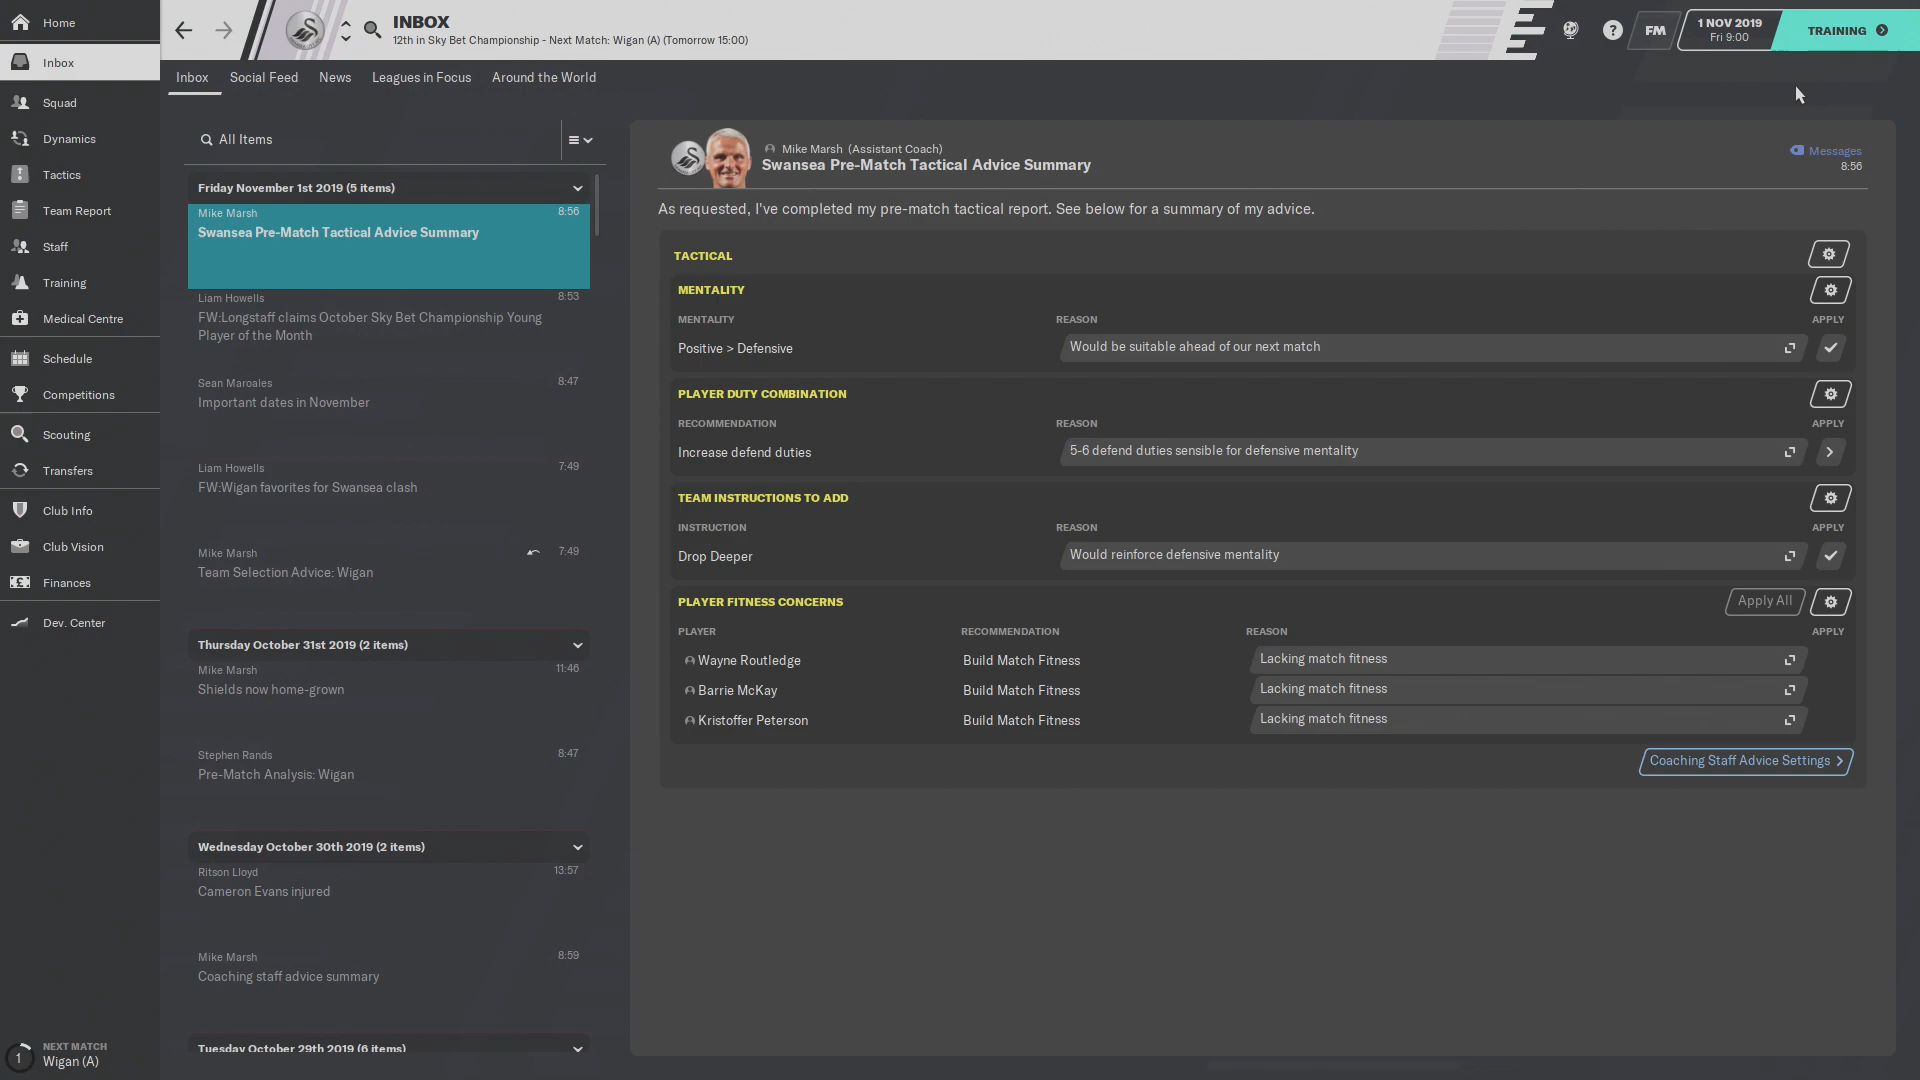 Home
Inbox
Squad
Dynamics
Tactics
Team Report
Staff
Training
Medical Centre
Schedule
Competitions
Scouting
Transfers
Club Info
Club Vision
Finances
Dev. Center
1
NEXT MATCH
Wigan (A)
INBOX
12th in Sky Bet Championship - Next Match: Wigan (A) (Tomorrow 15:00)
?
FM
1 NOV 2019
Fri 9:00
TRAINING
Inbox Social Feed News Leagues in Focus Around the World
All Items
Friday November 1st 2019 (5 items)
Mike Marsh 8:56
Swansea Pre-Match Tactical Advice Summary
Liam Howells 8:53
FW:Longstaff claims October Sky Bet Championship Young
Player of the Month
Sean Maroales 8:47
Important dates in November
Liam Howells 7:49
FW:Wigan favorites for Swansea clash
Mike Marsh 7:49
Team Selection Advice: Wigan
Thursday October 31st 2019 (2 items)
Mike Marsh 11:46
Shields now home-grown
Stephen Rands 8:47
Pre-Match Analysis: Wigan
Wednesday October 30th 2019 (2 items)
Ritson Lloyd 13:57
Cameron Evans injured
Mike Marsh 8:59
Coaching staff advice summary
Tuesday October 29th 2019 (6 items)
Mike Marsh (Assistant Coach)
Swansea Pre-Match Tactical Advice Summary
Messages
8:56
As requested, I've completed my pre-match tactical report. See below for a summary of my advice.
TACTICAL
MENTALITY
MENTALITY REASON APPLY
Positive > Defensive Would be suitable ahead of our next match
PLAYER DUTY COMBINATION
RECOMMENDATION REASON APPLY
Increase defend duties 5-6 defend duties sensible for defensive mentality
TEAM INSTRUCTIONS TO ADD
INSTRUCTION REASON APPLY
Drop Deeper Would reinforce defensive mentality
PLAYER FITNESS CONCERNS Apply All
PLAYER RECOMMENDATION REASON APPLY
Wayne Routledge Build Match Fitness Lacking match fitness
Barrie McKay Build Match Fitness Lacking match fitness
Kristoffer Peterson Build Match Fitness Lacking match fitness
Coaching Staff Advice Settings